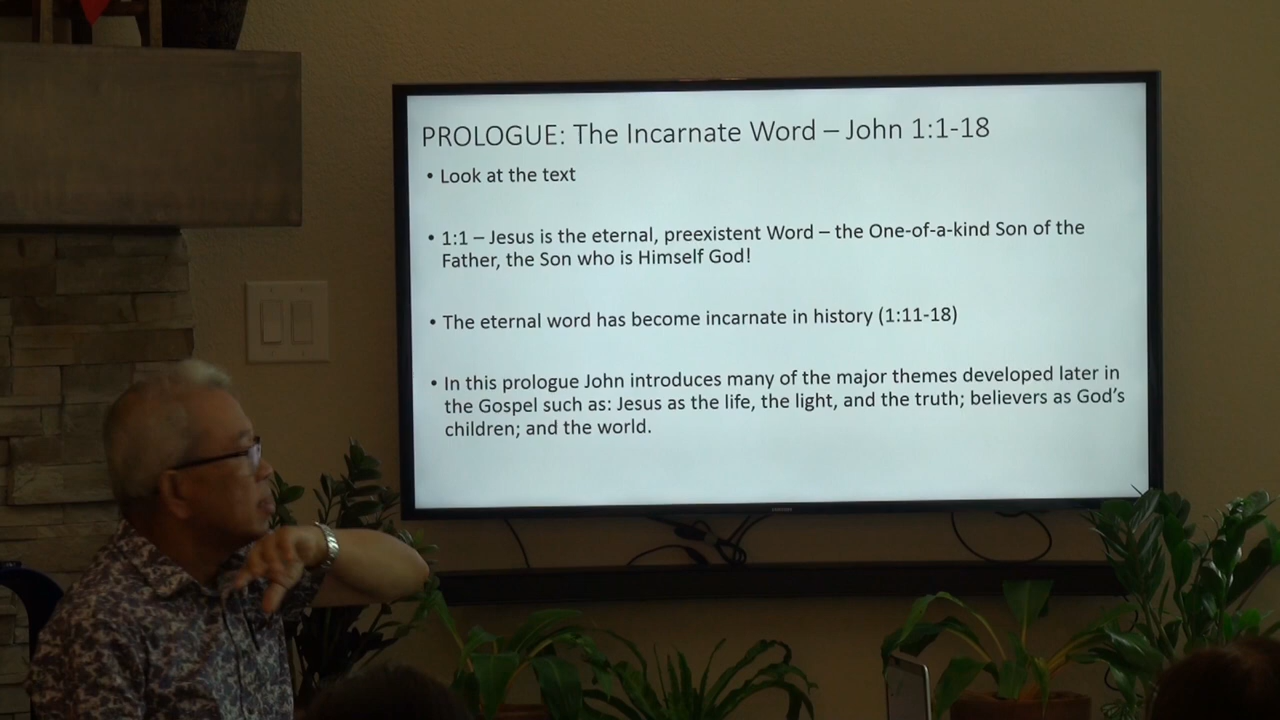 PROLOGUE: The Incarnate Word – John 1:1-18
• Look at the text
• 1:1 – Jesus is the eternal, preexistent Word – the One-of-a-kind Son of the
Father, the Son who is Himself God!
• The eternal word has become incarnate in history (1:11-18)
• In this prologue John introduces many of the major themes developed later in
the Gospel such as: Jesus as the life, the light, and the truth; believers as God's
children; and the world.